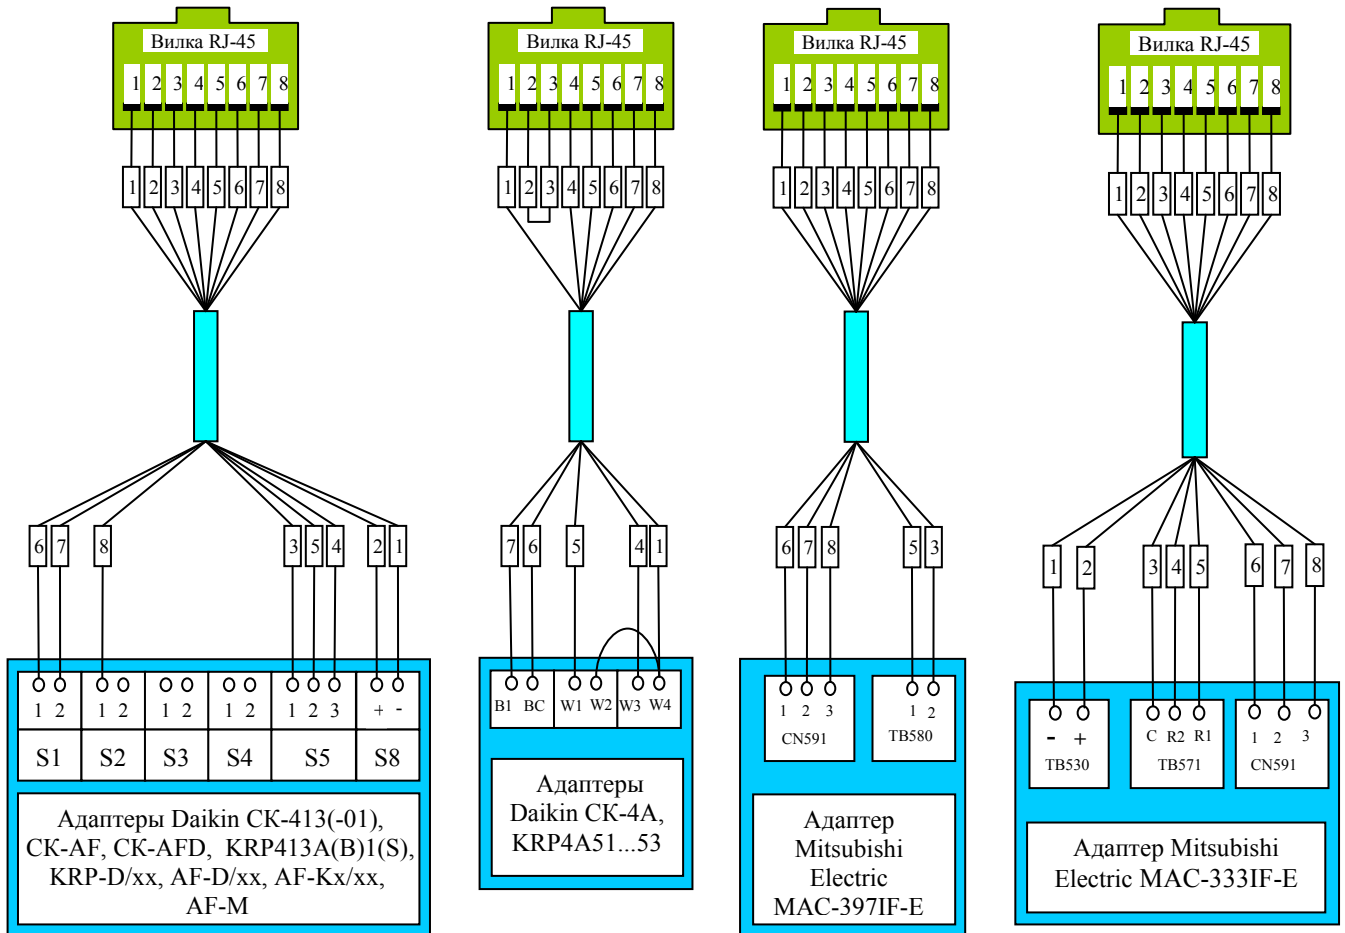 Вилка RJ-45
1 2 3 4 5 6 7 8
1 2 3 4 5 6 7 8
6 7 8 3 5 4 2 1
1 2 1 2 1 2 1 2 1 2 3 + -
S1 S2 S3 S4 S5 S8
Адаптеры Daikin СК-413(-01),
СК-AF, СК-AFD, KRP413A(B)1(S),
KRP-D/xx, AF-D/xx, AF-Kx/xx,
AF-M
Вилка RJ-45
1 2 3 4 5 6 7 8
1 2 3 4 5 6 7 8
7 6 5 4 1
B1 BC W1 W2 W3 W4
Адаптеры
Daikin СК-4А,
KRP4A51...53
Вилка RJ-45
1 2 3 4 5 6 7 8
1 2 3 4 5 6 7 8
6 7 8 5 3
1 2 3 1 2
CN591 TB580
Адаптер
Mitsubishi
Electric
MAC-397IF-E
Вилка RJ-45
1 2 3 4 5 6 7 8
1 2 3 4 5 6 7 8
1 2 3 4 5 6 7 8
- + C R2 R1 1 2 3
TB530 TB571 CN591
Адаптер Mitsubishi
Electric MAC-333IF-E